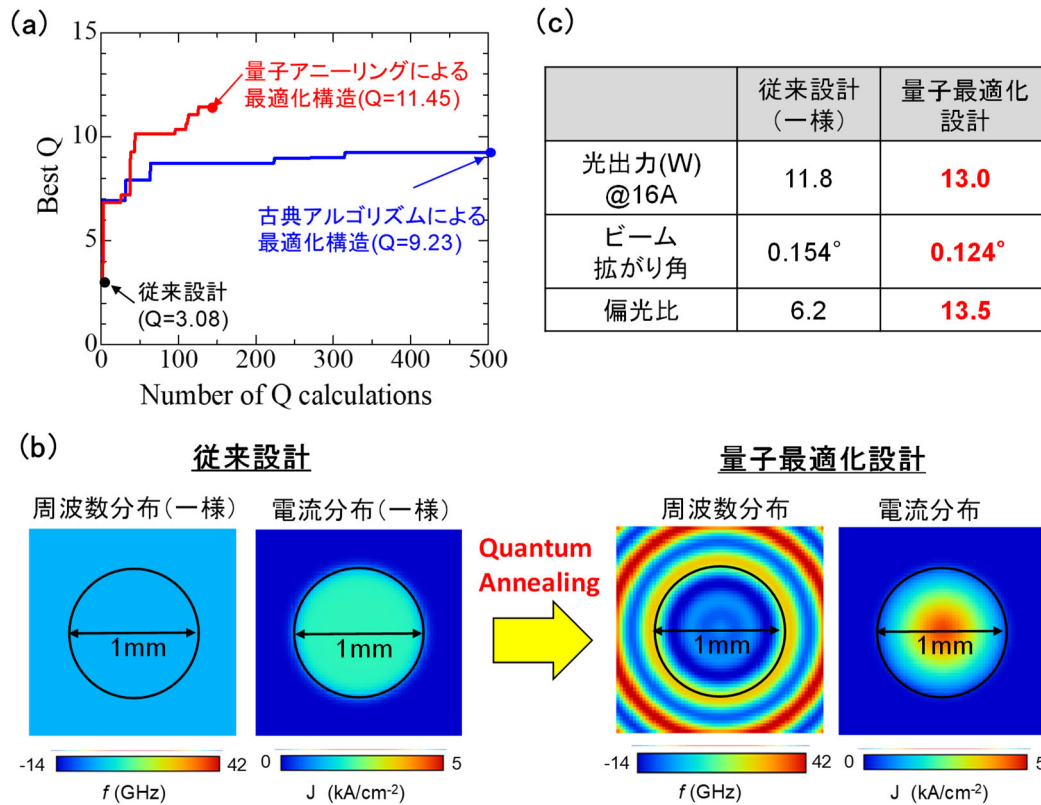 (a)
15
10
5
0
Best Q
0 100 200 300 400 500
Number of Q calculations
量子アニーリングによる
最適化構造(Q=11.45)
古典アルゴリズムによる
最適化構造(Q=9.23)
従来設計
(Q=3.08)
(c)
従来設計
(一様)
量子最適化
設計
光出力(W)
@16A
11.8
13.0
ビーム
拡がり角
0.154°
0.124°
偏光比
6.2
13.5
(b)
従来設計
周波数分布(一様)
電流分布(一様)
1mm
1mm
-14 42
f (GHz)
0 5
J (kA/cm-2)
Quantum
Annealing
量子最適化設計
周波数分布
電流分布
1mm
1mm
-14 42
f (GHz)
0 5
J (kA/cm-2)